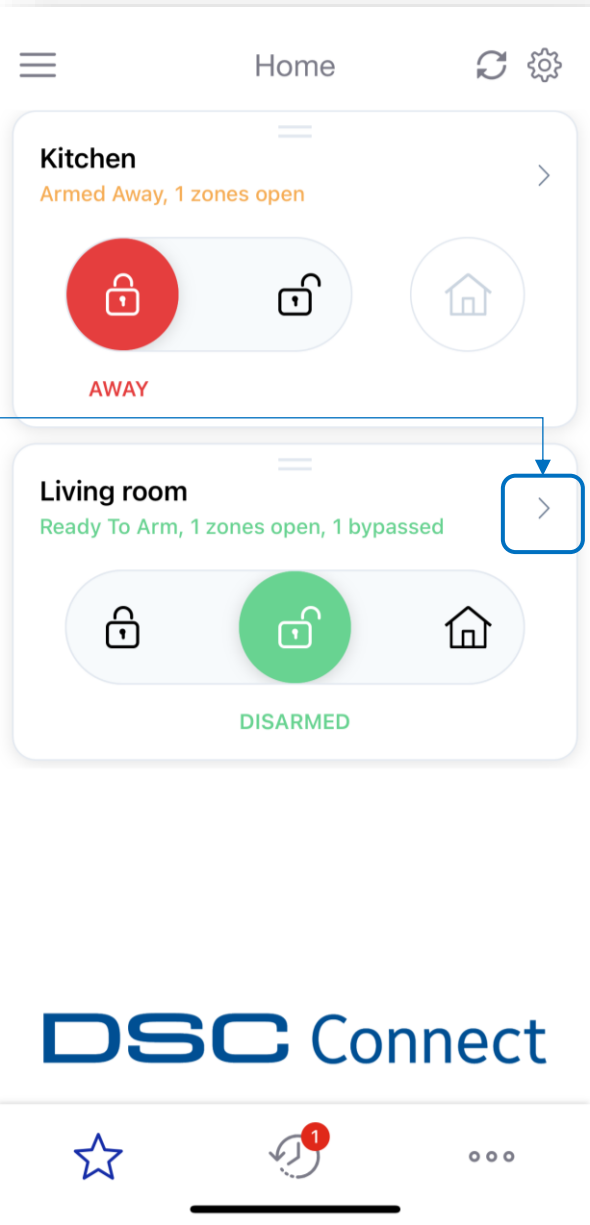 Home
Kitchen
Armed Away, 1 zones open
AWAY
Living room
Ready To Arm, 1 zones open, 1 bypassed
DISARMED
DSC Connect
1